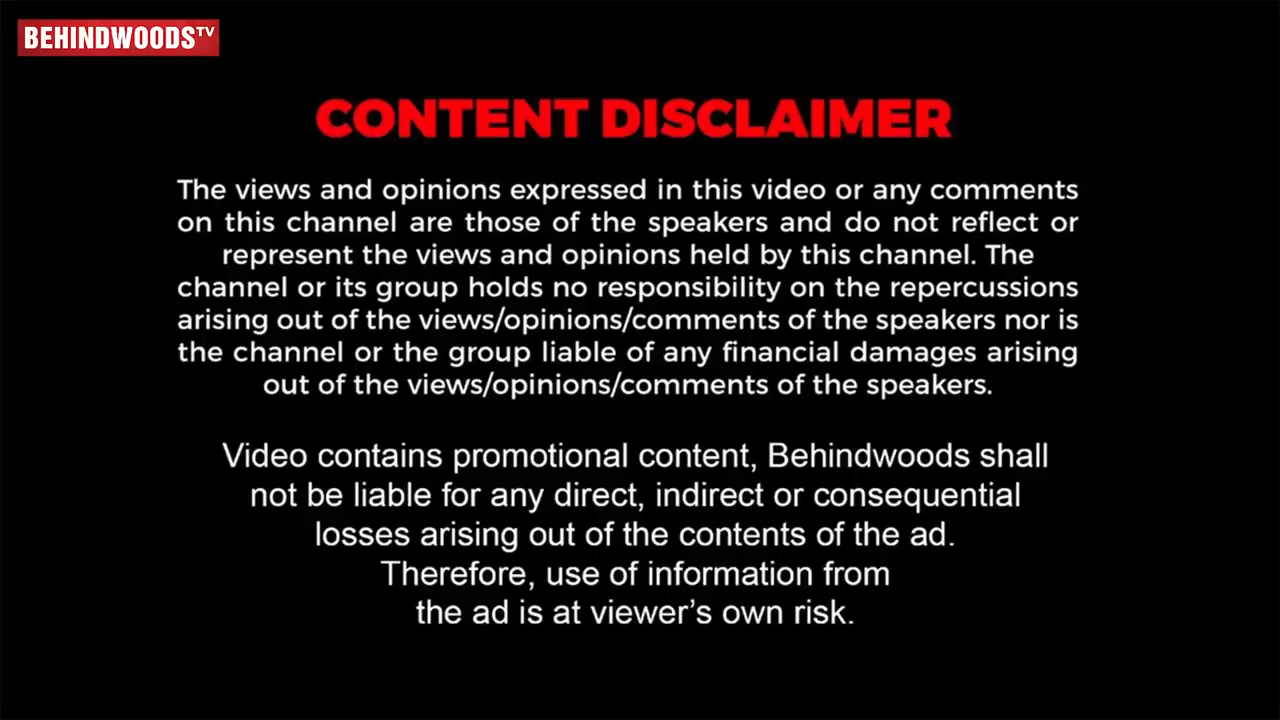 BEHINDWOODS TV
CONTENT DISCLAIMER
The views and opinions expressed in this video or any comments
on this channel are those of the speakers and do not reflect or
represent the views and opinions held by this channel. The
channel or its group holds no responsibility on the repercussions
arising out of the views/opinions/comments of the speakers nor is
the channel or the group liable of any financial damages arising
out of the views/opinions/comments of the speakers.
Video contains promotional content, Behindwoods shall
not be liable for any direct, indirect or consequential
losses arising out of the contents of the ad.
Therefore, use of information from
the ad is at viewer’s own risk.